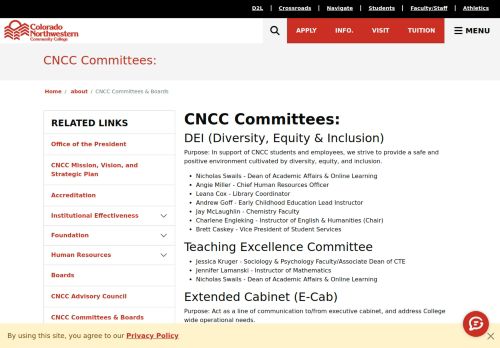 D2L | Crossroads | Navigate | Students | Faculty/Staff | Athletics
Colorado
Northwestern
Community College
APPLY INFO. VISIT TUITION MENU
CNCC Committees:
Home / about / CNCC Committees & Boards
RELATED LINKS
Office of the President
CNCC Mission, Vision, and
Strategic Plan
Accreditation
Institutional Effectiveness
Foundation
Human Resources
Boards
CNCC Advisory Council
CNCC Committees & Boards
CNCC Committees:
DEI (Diversity, Equity & Inclusion)
Purpose: In support of CNCC students and employees, we strive to provide a safe and
positive environment cultivated by diversity, equity, and inclusion.
Nicholas Swails - Dean of Academic Affairs & Online Learning
Angie Miller - Chief Human Resources Officer
Leana Cox - Library Coordinator
Andrew Goff - Early Childhood Education Lead Instructor
Jay McLaughlin - Chemistry Faculty
Charlene Engleking - Instructor of English & Humanities (Chair)
Brett Caskey - Vice President of Student Services
Teaching Excellence Committee
Jessica Kruger - Sociology & Psychology Faculty/Associate Dean of CTE
Jennifer Lamanski - Instructor of Mathematics
Nicholas Swails - Dean of Academic Affairs & Online Learning
Extended Cabinet (E-Cab)
Purpose: Act as a line of communication to/from executive cabinet, and address College
wide operational needs.
By using this site, you agree to our Privacy Policy